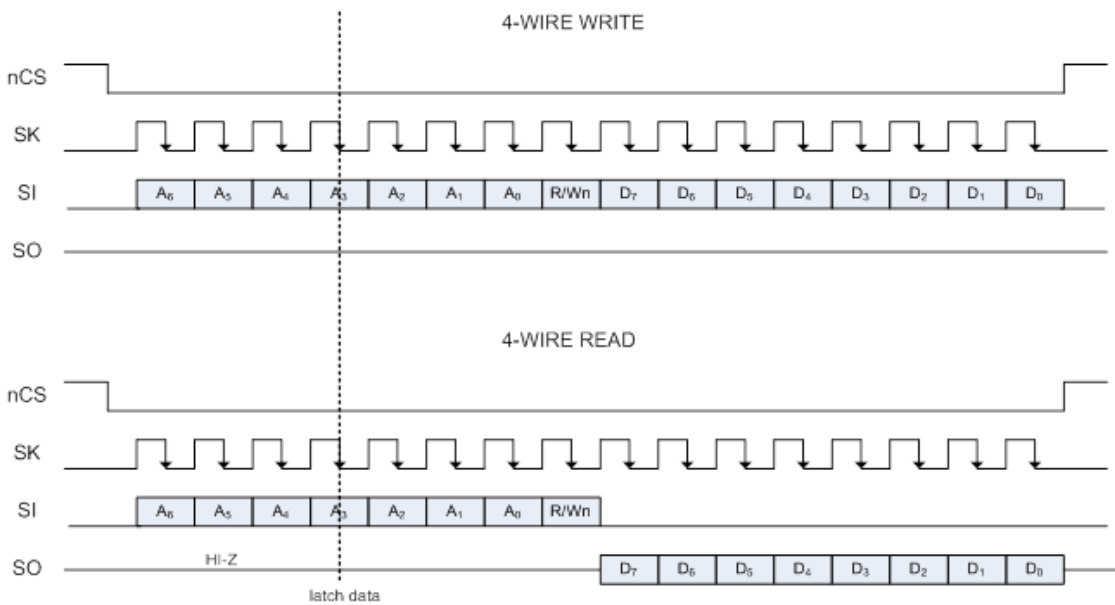 4-WIRE WRITE
nCS
SK
SI A₆ A₅ A₄ A₃ A₂ A₁ A₀ R/Wn D₇ D₆ D₅ D₄ D₃ D₂ D₁ D₀
SO
4-WIRE READ
nCS
SK
SI A₆ A₅ A₄ A₃ A₂ A₁ A₀ R/Wn
SO HI-Z D₇ D₆ D₅ D₄ D₃ D₂ D₁ D₀
latch data